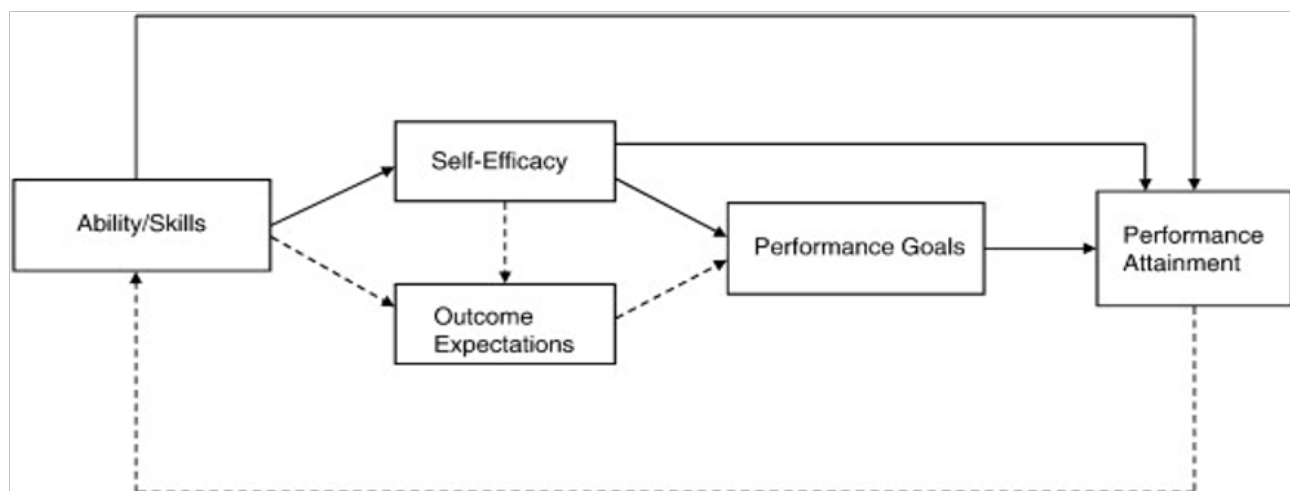 Self-Efficacy
Ability/Skills
Performance Goals
Performance
Attainment
Outcome
Expectations